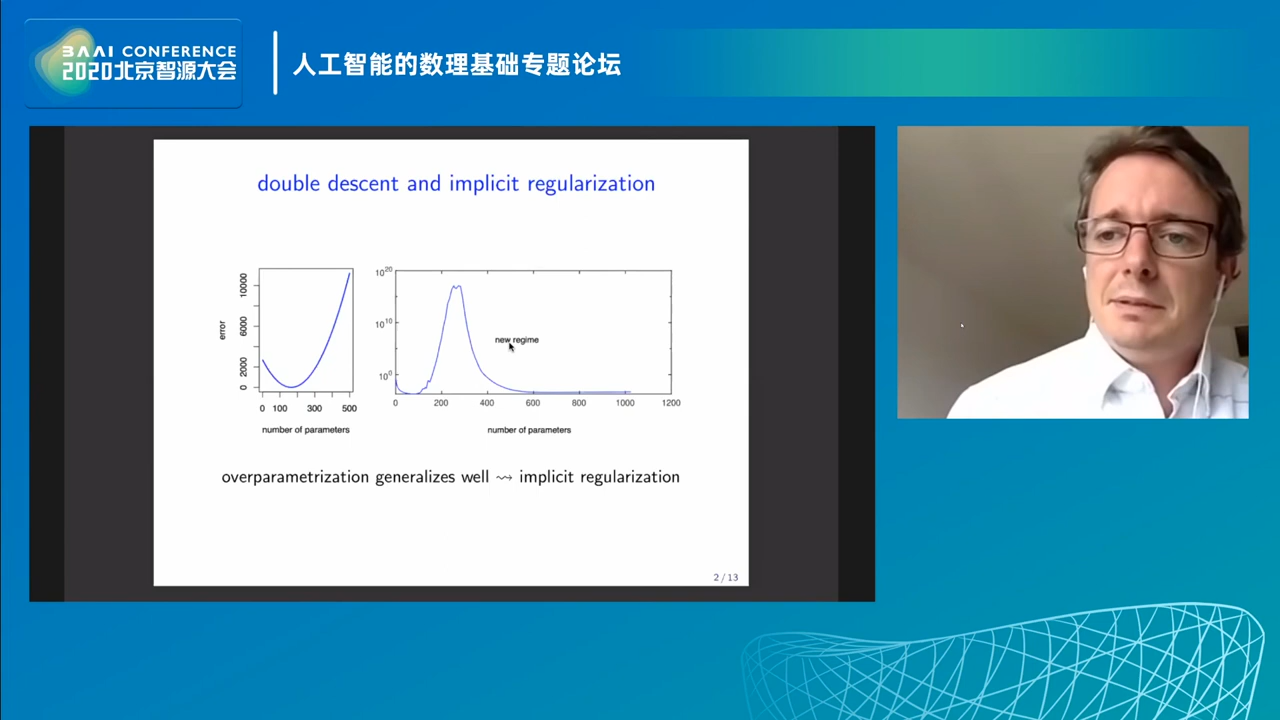 BAAI CONFERENCE
2020北京智源大会
人工智能的数理基础专题论坛
double descent and implicit regularization
error
0 2000 6000 10000
0 100 300 500
number of parameters
10^20
10^10
10^0
new regime
0 200 400 600 800 1000 1200
number of parameters
overparametrization generalizes well ⇝ implicit regularization
2 / 13